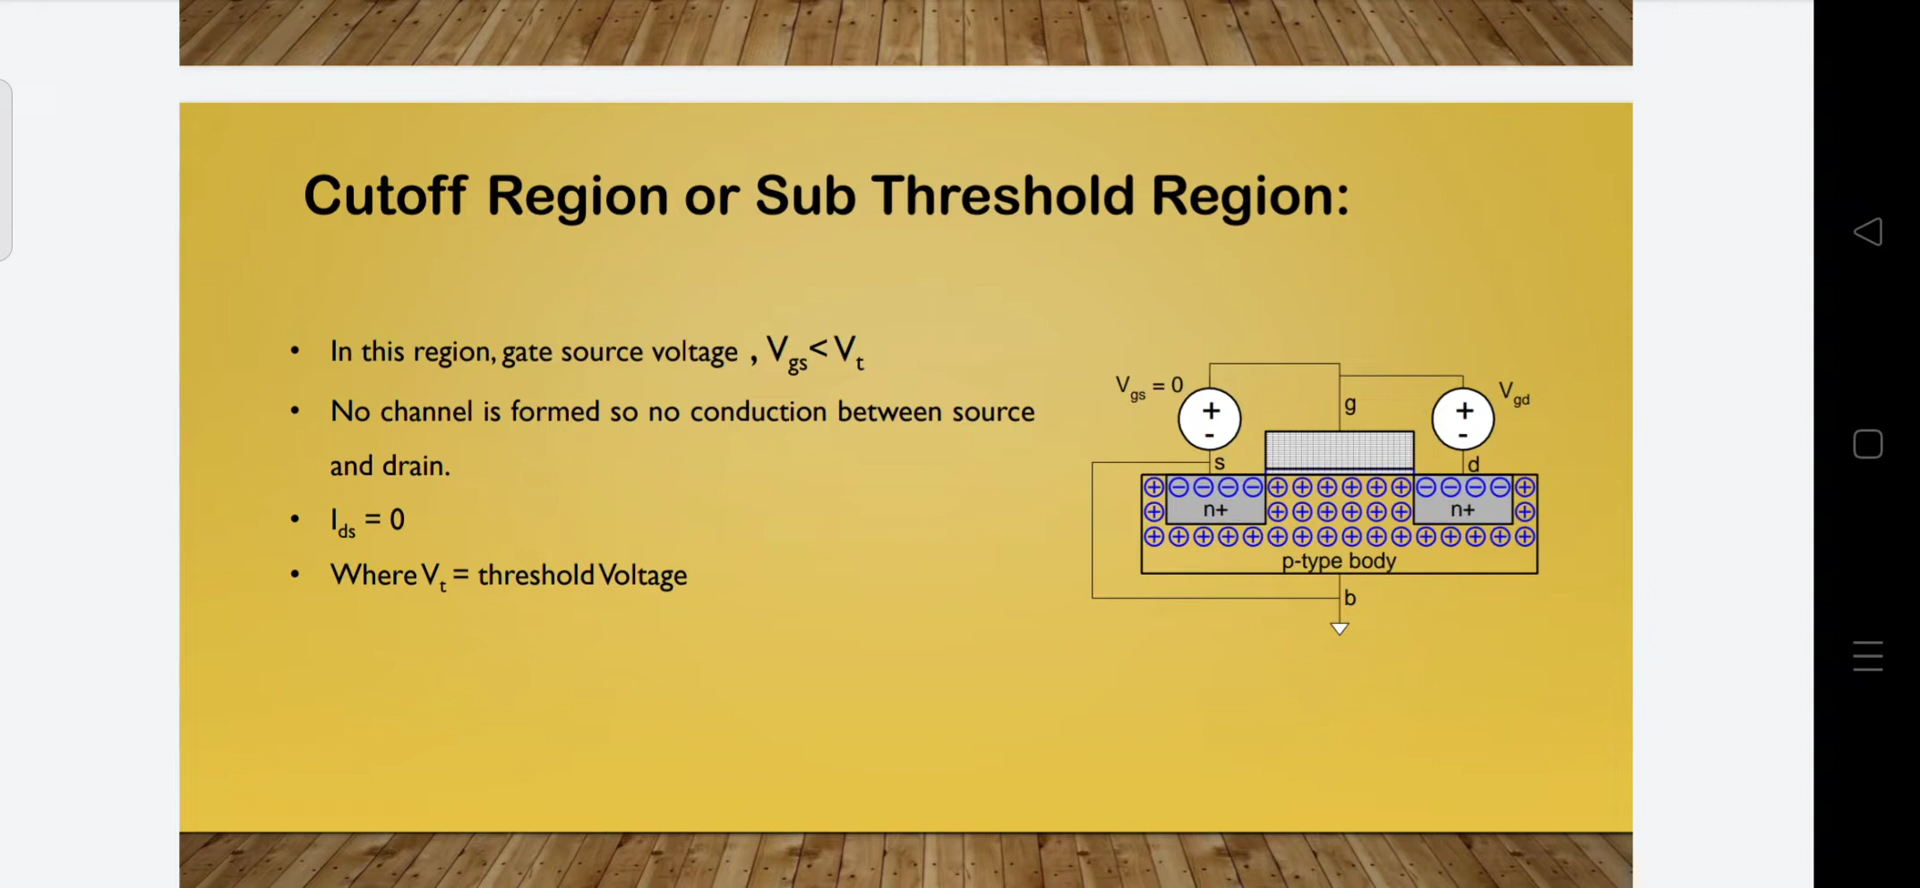 Cutoff Region or Sub Threshold Region:
• In this region, gate source voltage , Vgs< Vt
• No channel is formed so no conduction between source
and drain.
• Ids = 0
• Where Vt = threshold Voltage
Vgs = 0
+
-
g
+
-
Vgd
s
d
n+
n+
p-type body
b